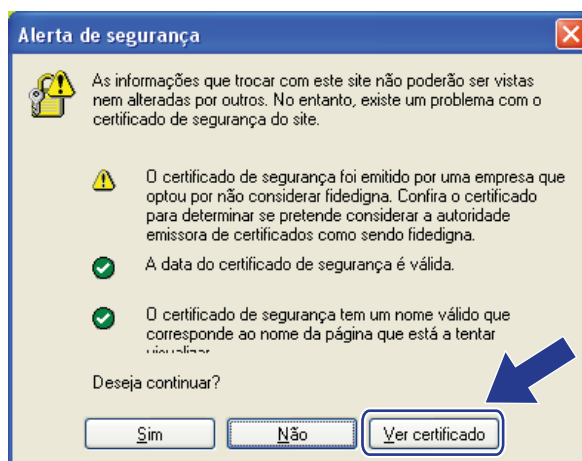 Alerta de segurança
As informações que trocar com este site não poderão ser vistas
nem alteradas por outros. No entanto, existe um problema com o
certificado de segurança do site.
O certificado de segurança foi emitido por uma empresa que
optou por não considerar fidedigna. Confira o certificado
para determinar se pretende considerar a autoridade
emissora de certificados como sendo fidedigna.
A data do certificado de segurança é válida.
O certificado de segurança tem um nome válido que
corresponde ao nome da página que está a tentar
Deseja continuar?
Sim
Não
Ver certificado